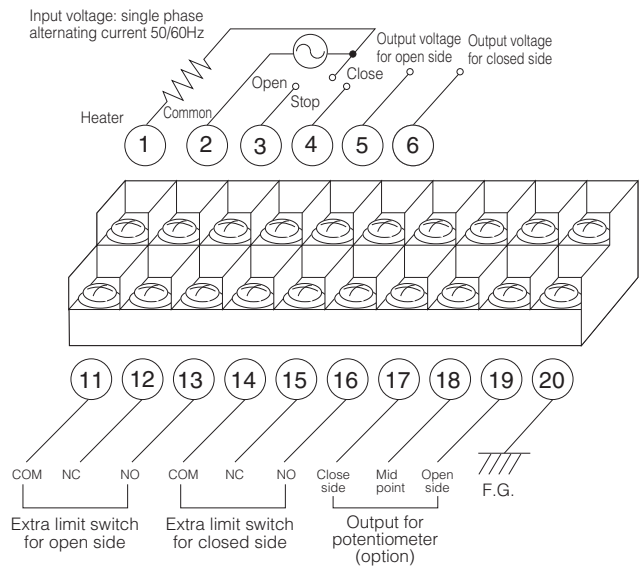 Input voltage: single phase
alternating current 50/60Hz
Output voltage
for open side
Output voltage
for closed side
Open
Close
Stop
Heater
Common
1 2 3 4 5 6
11 12 13 14 15 16 17 18 19 20
COM NC NO COM NC NO Close side Mid point Open side
F.G.
Extra limit switch
for open side
Extra limit switch
for closed side
Output for
potentiometer
(option)